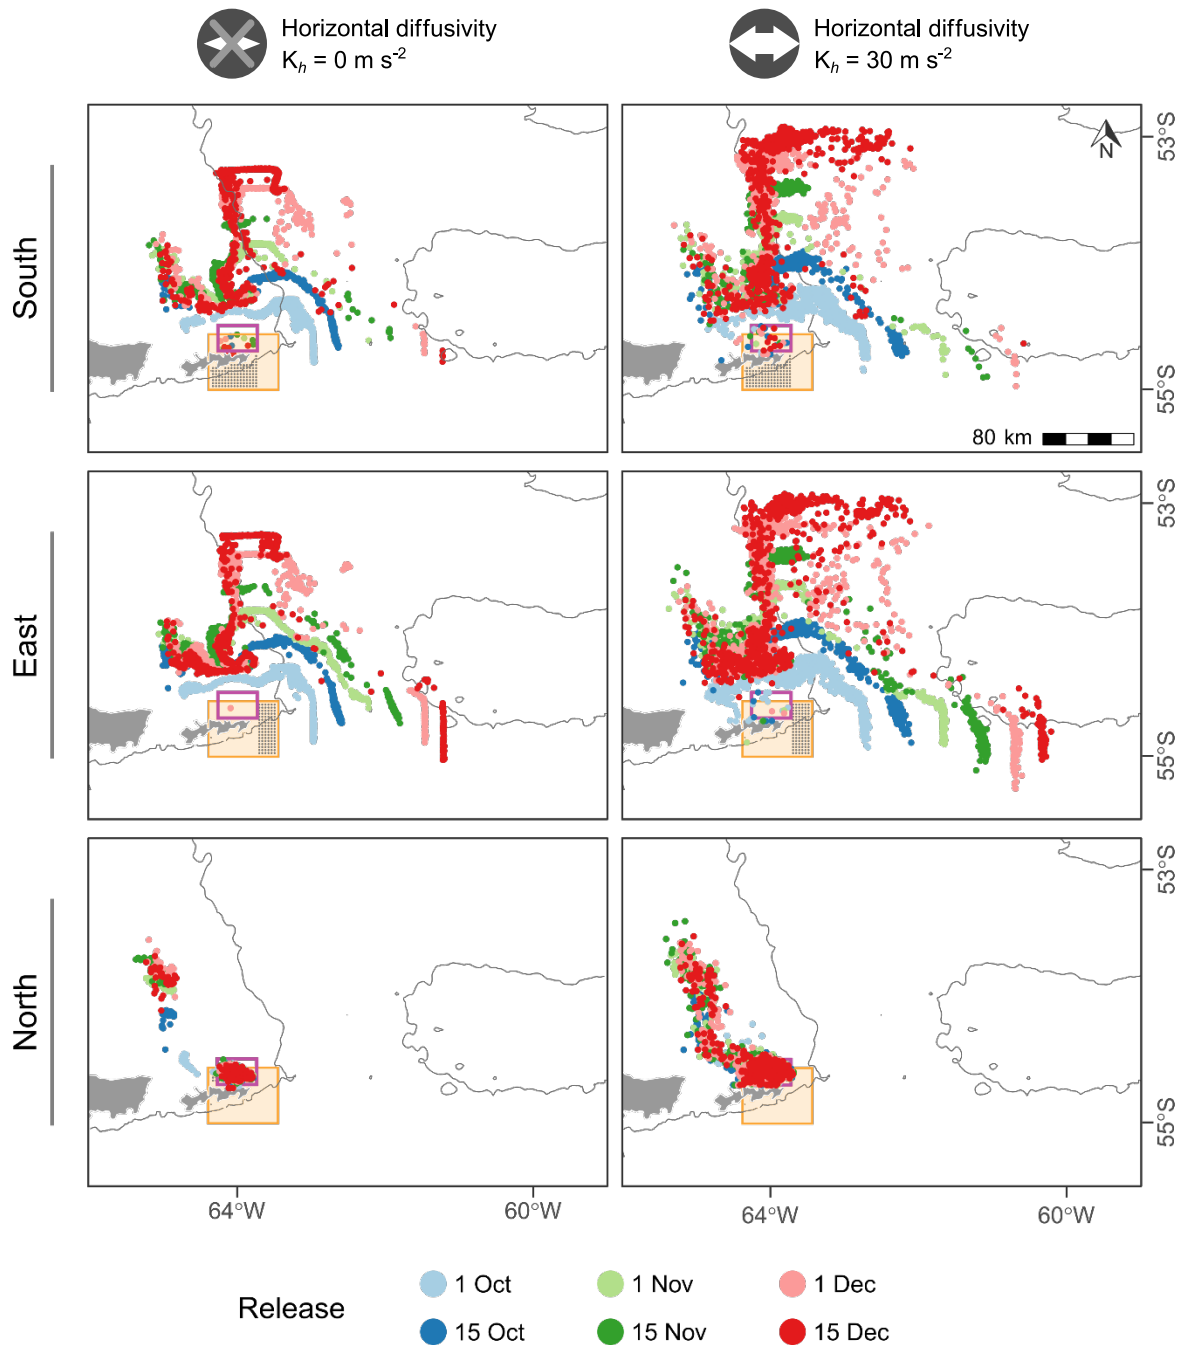 Horizontal diffusivity
Kₕ = 0 m s⁻²
Horizontal diffusivity
Kₕ = 30 m s⁻²
South
N
53°S
55°S
80 km
East
53°S
55°S
North
53°S
55°S
64°W
60°W
64°W
60°W
Release
1 Oct
1 Nov
1 Dec
15 Oct
15 Nov
15 Dec